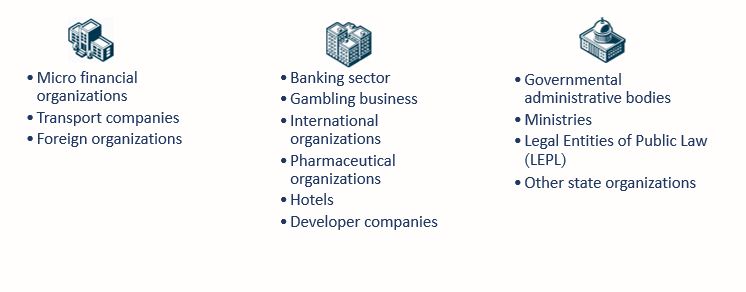 • Micro financial
organizations
• Transport companies
• Foreign organizations
• Banking sector
• Gambling business
• International
organizations
• Pharmaceutical
organizations
• Hotels
• Developer companies
• Governmental
administrative bodies
• Ministries
• Legal Entities of Public Law
(LEPL)
• Other state organizations